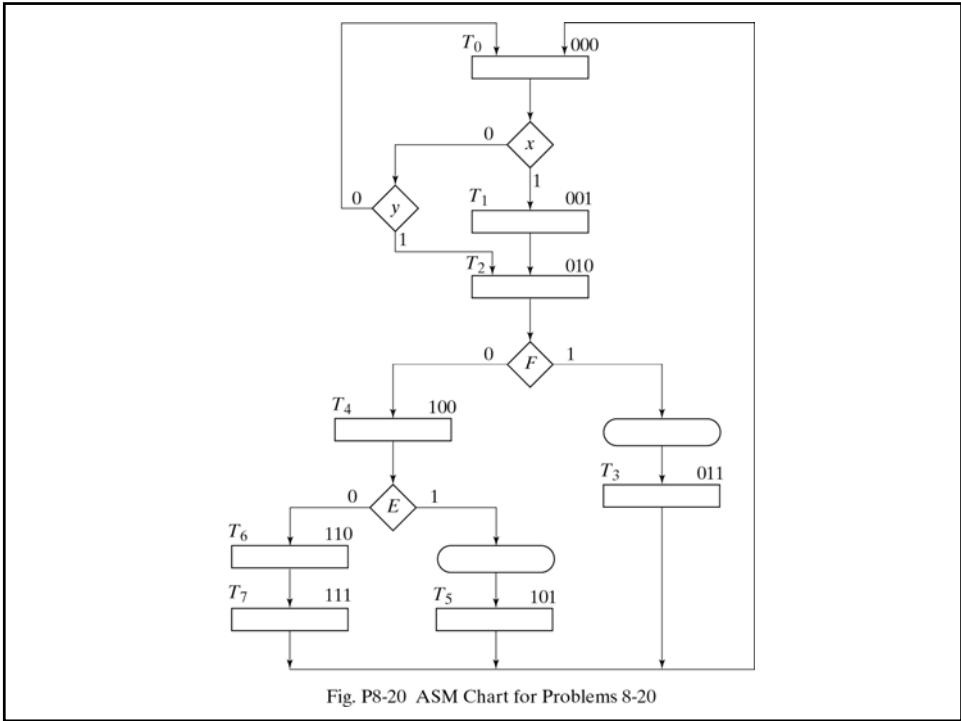 T0 000
0 x
1
0 y
1
T1 001
T2 010
0 F 1
T4 100
T3 011
0 E 1
T6 110
T7 111
T5 101
Fig. P8-20 ASM Chart for Problems 8-20